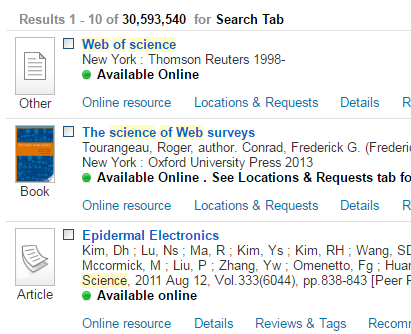 Results 1 - 10 of 30,593,540 for Search Tab
Web of science
New York : Thomson Reuters 1998-
Available Online
Other
Online resource Locations & Requests Details R
The science of Web surveys
Tourangeau, Roger, author. Conrad, Frederick G. (Frederi
New York : Oxford University Press 2013
Available Online . See Locations & Requests tab fo
Book
Online resource Locations & Requests Details R
Epidermal Electronics
Kim, Dh ; Lu, Ns ; Ma, R ; Kim, Ys ; Kim, RH ; Wang, SD
Mccormick, M ; Liu, P ; Zhang, Yw ; Omenetto, Fg ; Huan
Science, 2011 Aug 12, Vol.333(6044), pp.838-843 [Peer R
Article
Available online
Online resource Details Reviews & Tags Recomm